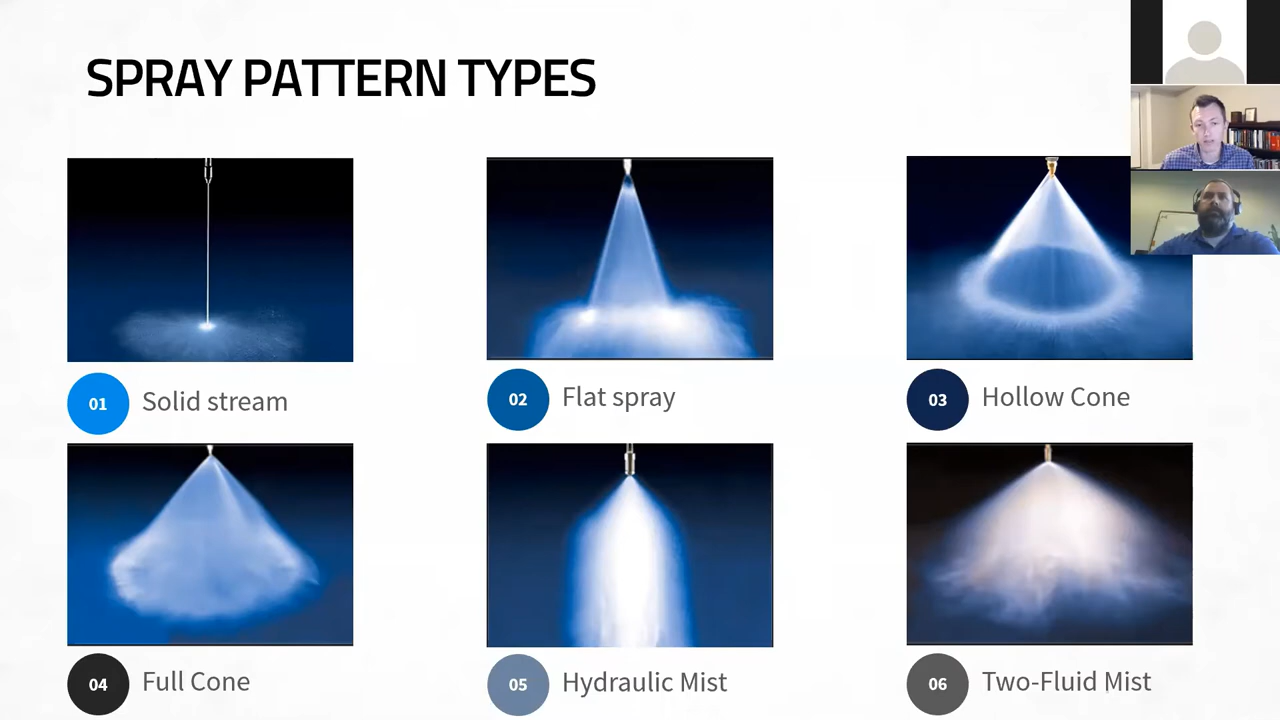 SPRAY PATTERN TYPES
01 Solid stream
02 Flat spray
03 Hollow Cone
04 Full Cone
05 Hydraulic Mist
06 Two-Fluid Mist